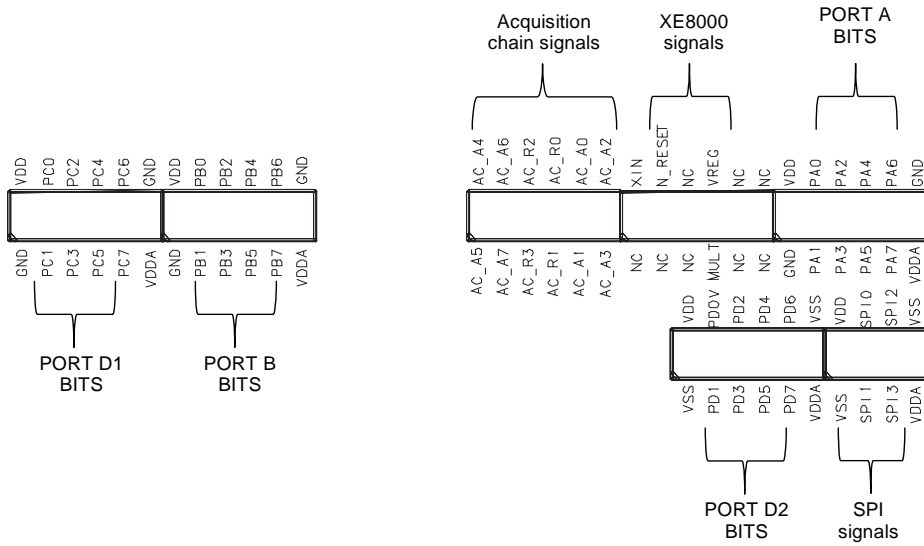 Acquisition
chain signals
XE8000
signals
PORT A
BITS
VDD
PC0
PC2
PC4
PC6
GND
VDD
PB0
PB2
PB4
PB6
GND
AC_A4
AC_A6
AC_R2
AC_R0
AC_A0
AC_A2
XIN
N_RESET
NC
VREG
NC
NC
VDD
PA0
PA2
PA4
PA6
GND
GND
PC1
PC3
PC5
PC7
VDDA
GND
PB1
PB3
PB5
PB7
VDDA
AC_A5
AC_A7
AC_R3
AC_R1
AC_A1
AC_A3
NC
NC
NC
MULT
NC
NC
GND
PA1
PA3
PA5
PA7
VDDA
VDD
PD0V
PD2
PD4
PD6
VSS
VDD
SPI0
SPI2
VSS
PORT D1
BITS
PORT B
BITS
VSS
PD1
PD3
PD5
PD7
VDDA
VSS
SPI1
SPI3
VDDA
PORT D2
BITS
SPI
signals